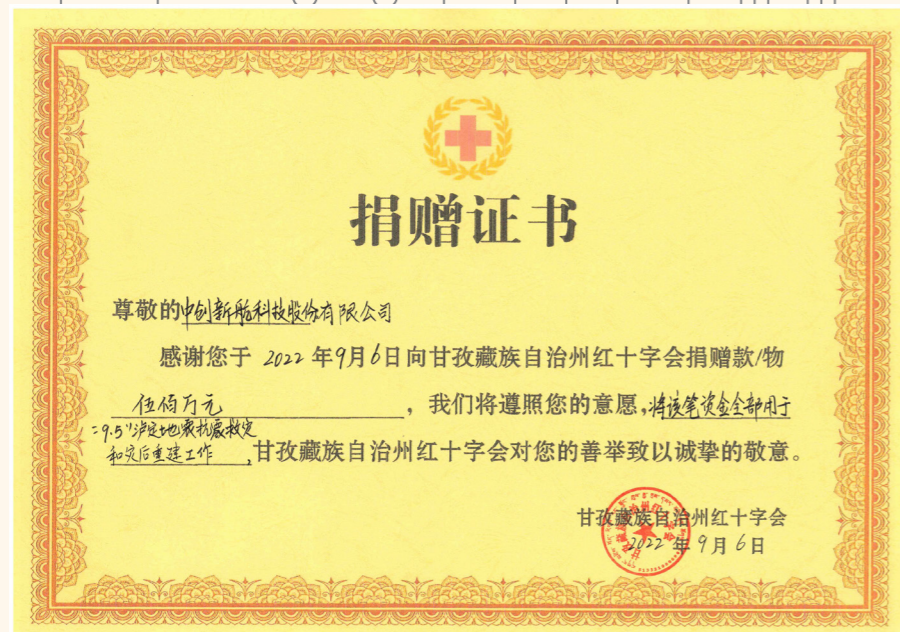 捐赠证书
尊敬的中创新航科技股份有限公司
感谢您于 2022 年9月6日向甘孜藏族自治州红十字会捐赠款/物
伍佰万元，我们将遵照您的意愿,将该笔资金全部用于
"9.5"泸定地震抗震救灾
和灾后重建工作,甘孜藏族自治州红十字会对您的善举致以诚挚的敬意。
甘孜藏族自治州红十字会
2022 年 9 月 6 日